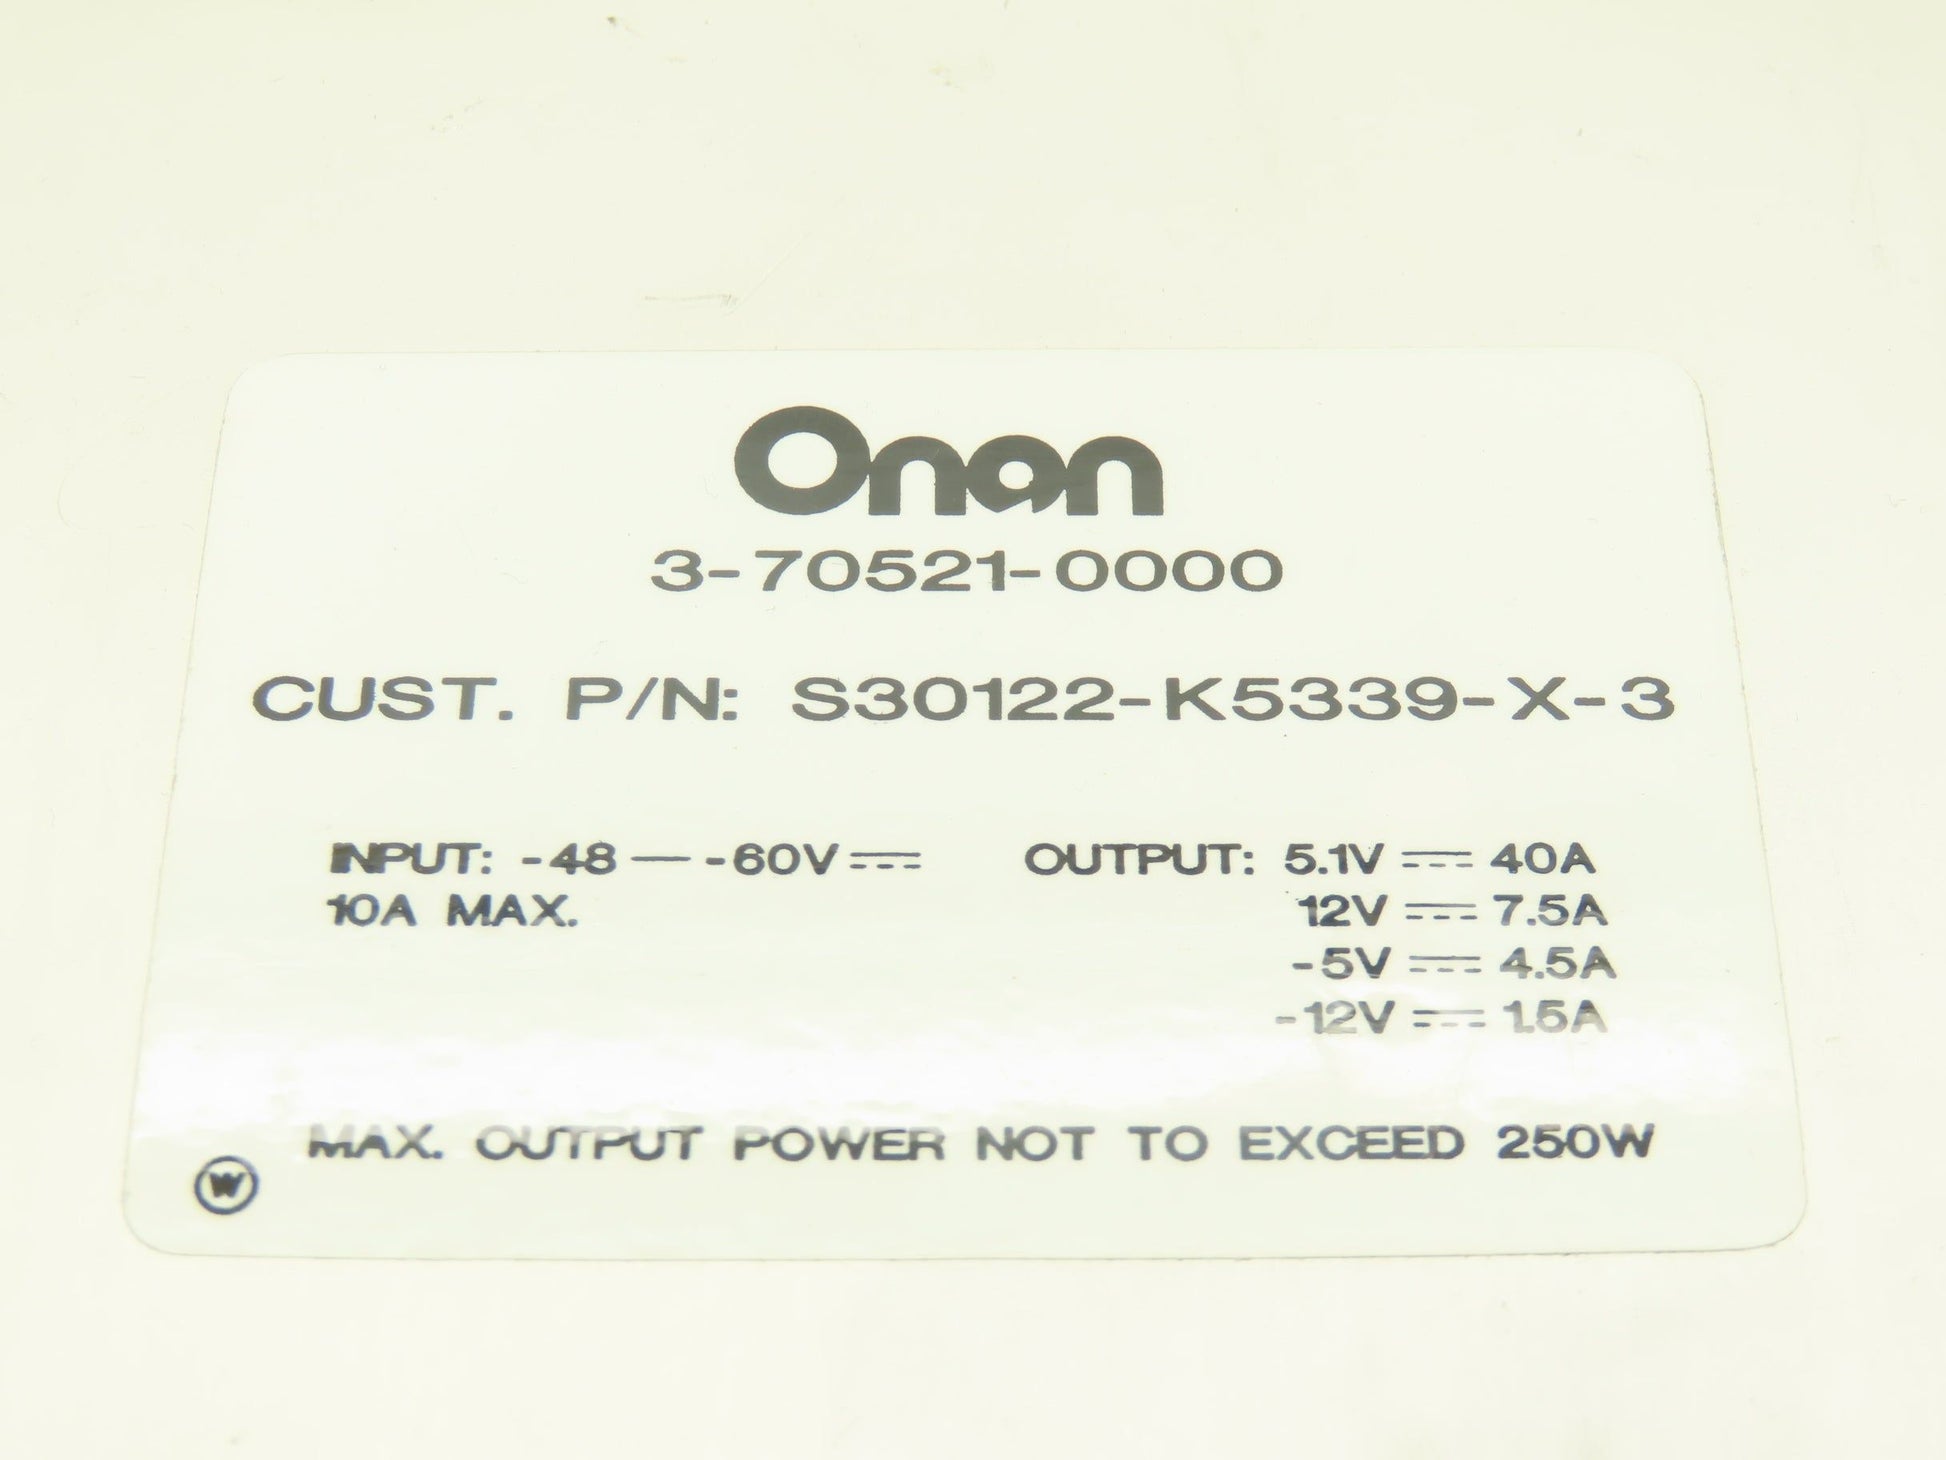 Onan
3-70521-0000
CUST. P/N: S30122-K5339-X-3
INPUT: -48 — -60V ⎓ OUTPUT: 5.1V ⎓ 40A
10A MAX. 12V ⎓ 7.5A
-5V ⎓ 4.5A
-12V ⎓ 1.5A
MAX. OUTPUT POWER NOT TO EXCEED 250W
W